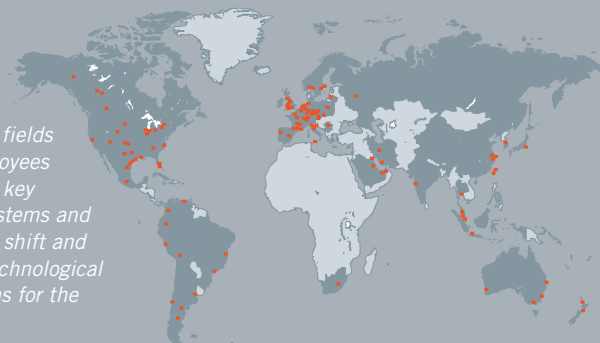 fields
oyees
key
stems and
shift and
chnological
s for the